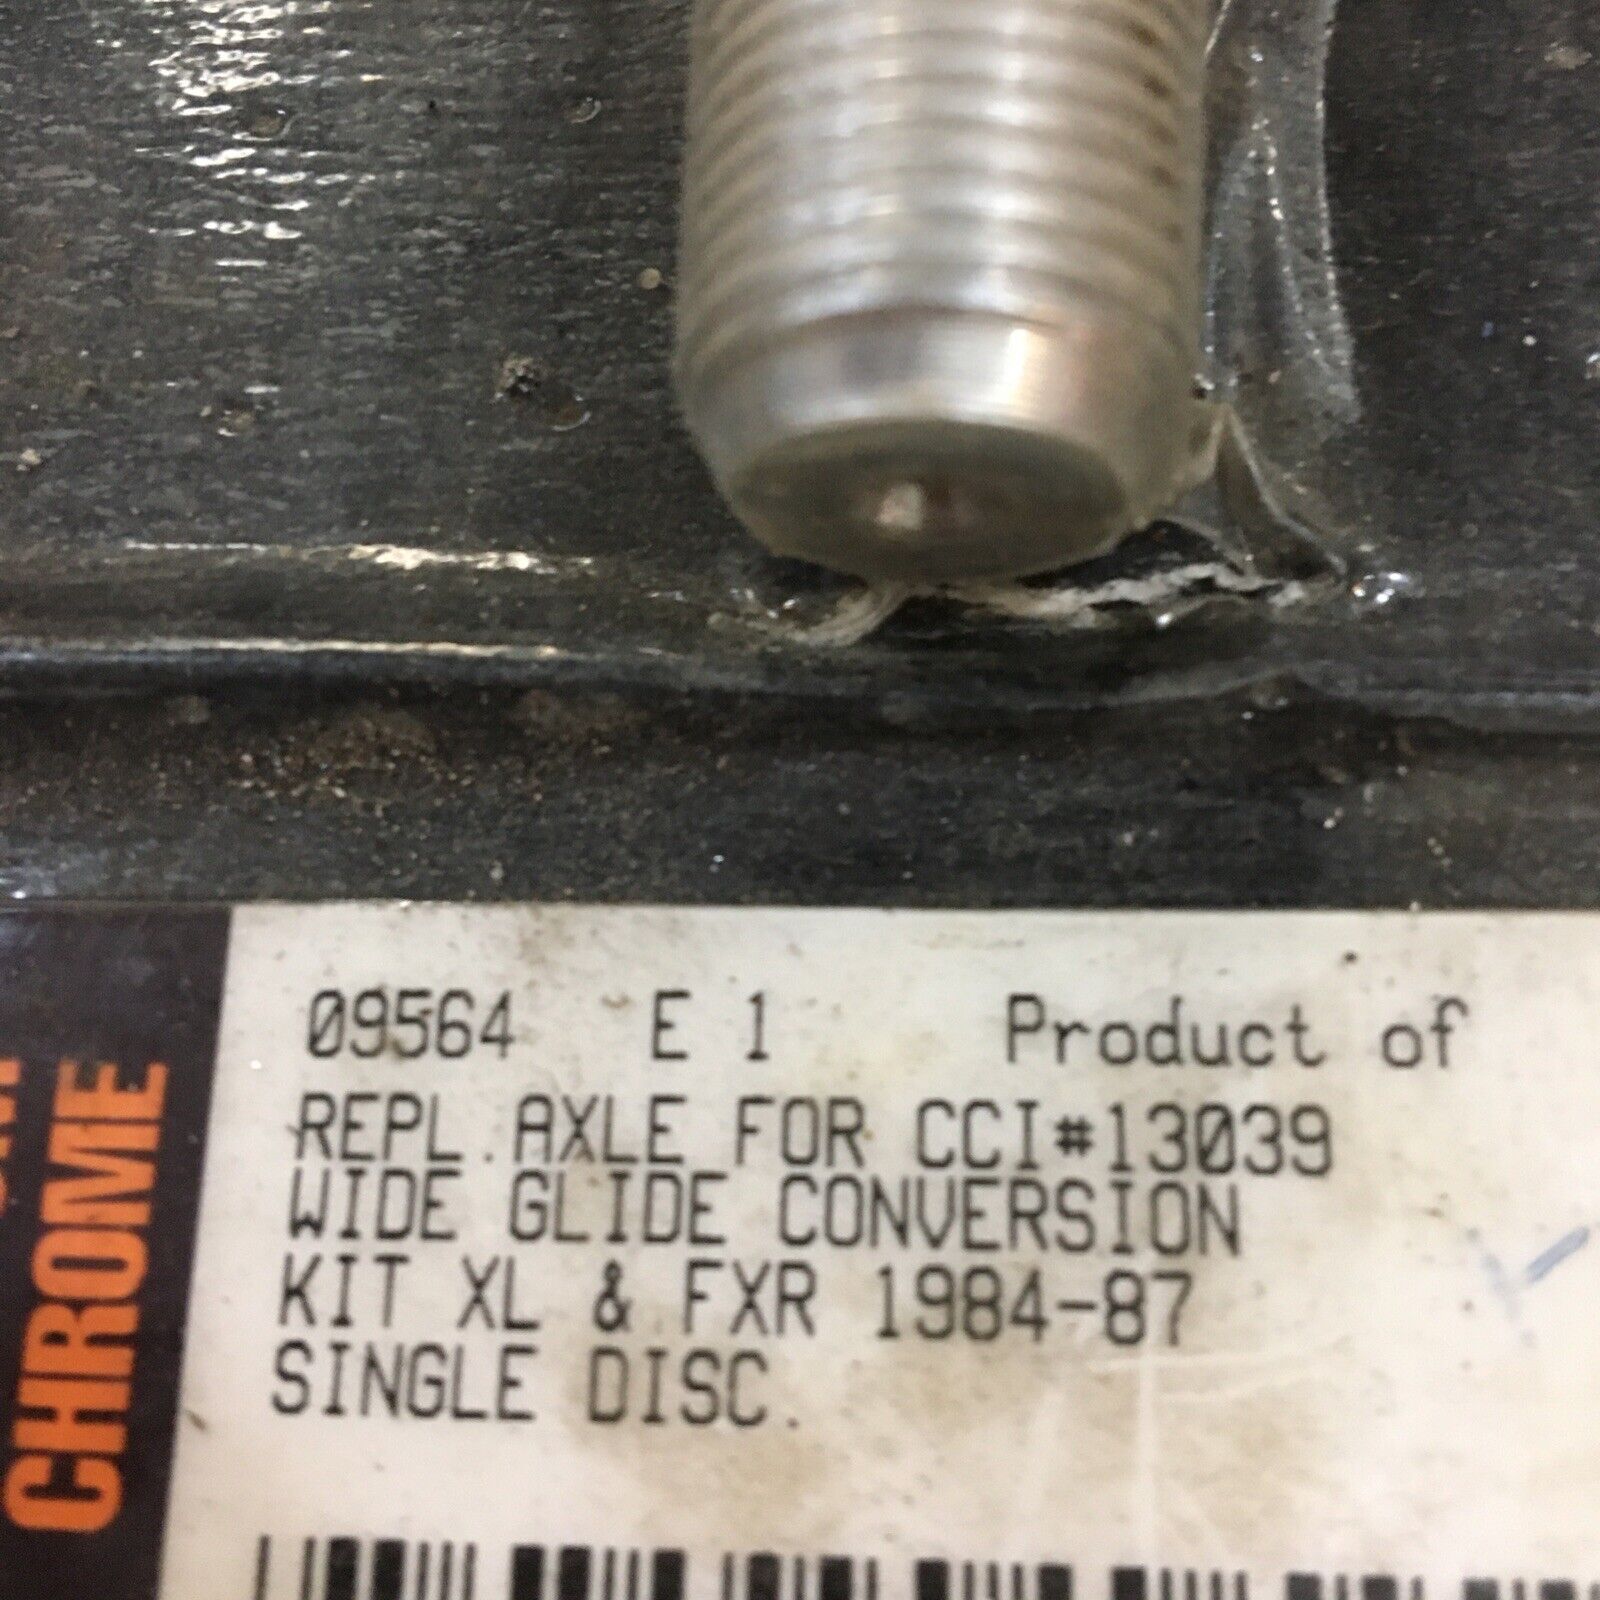 09564 E 1 Product of
REPL.AXLE FOR CCI#13039
WIDE GLIDE CONVERSION
KIT XL & FXR 1984-87
SINGLE DISC.
CHROME